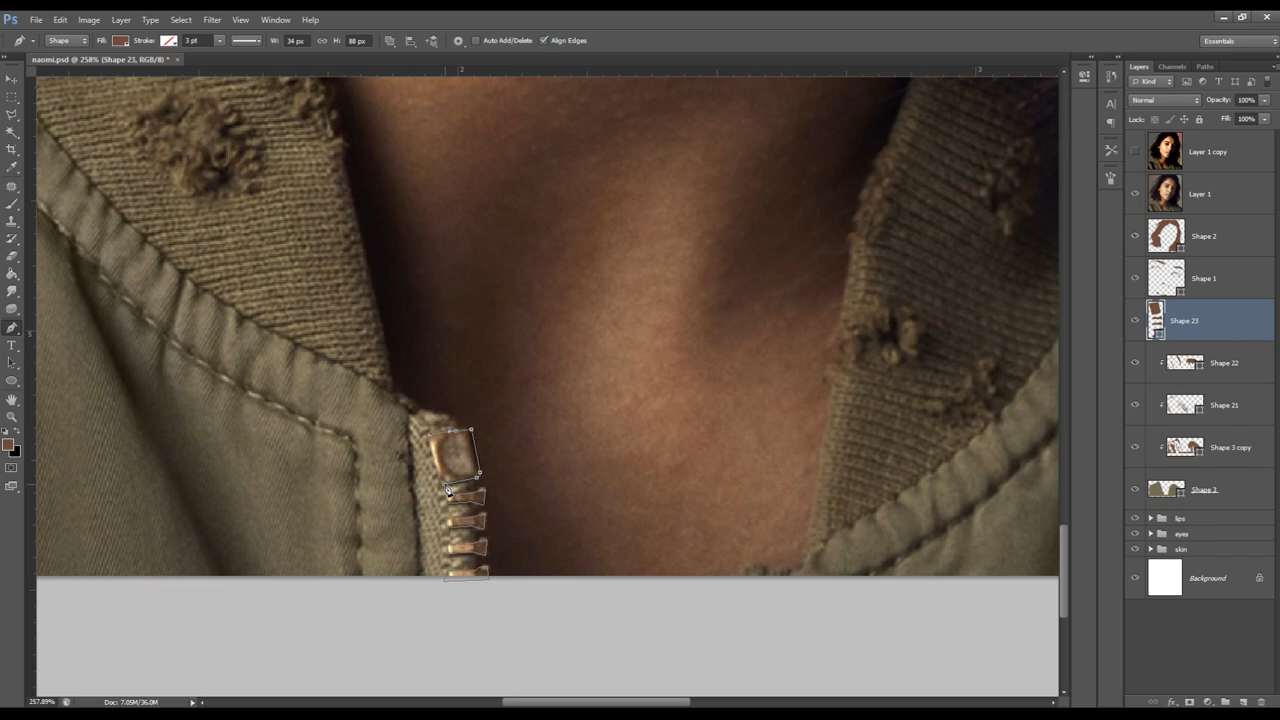 Ps File Edit Image Layer Type Select Filter View Window Help
Shape Fill: Stroke: 3 pt W: 34 px H: 88 px Auto Add/Delete Align Edges Essentials
naomi.psd @ 258% (Shape 23, RGB/8) * ×
2 3
5
Layers Channels Paths
Kind
Normal Opacity: 100%
Lock: Fill: 100%
Layer 1 copy
Layer 1
Shape 2
Shape 1
Shape 23
Shape 22
Shape 21
Shape 3 copy
Shape 3
lips
eyes
skin
Background
257.89% Doc: 7.05M/36.0M